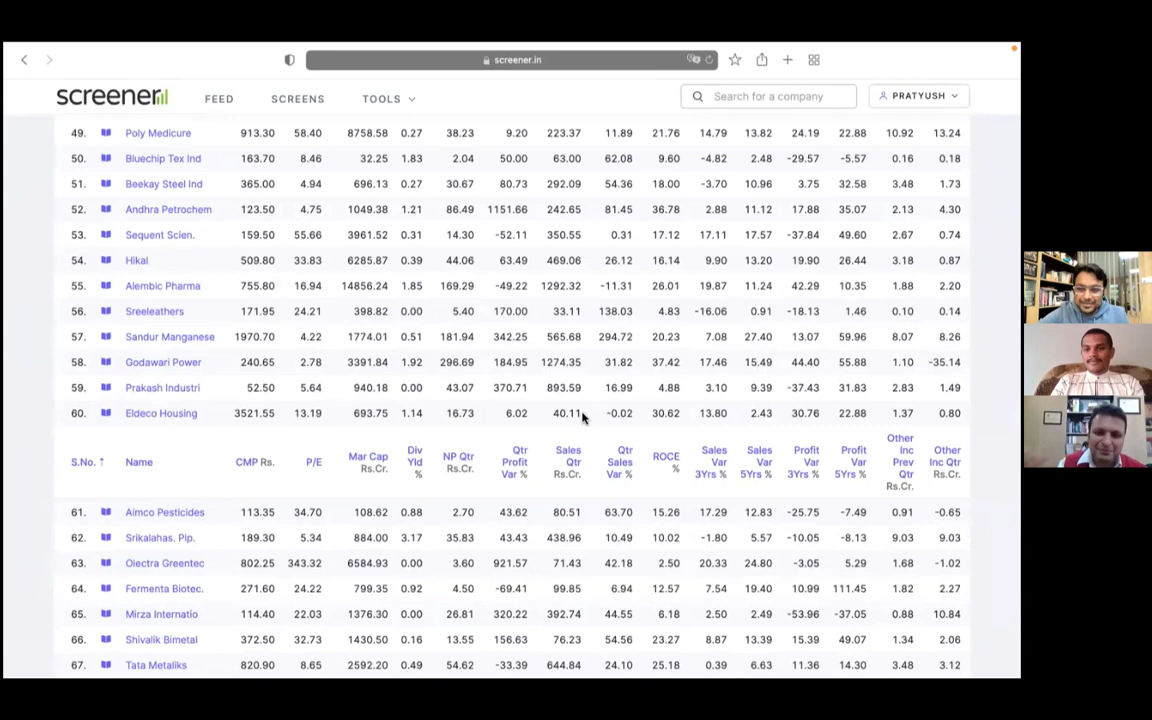 screener.in
screener
FEED
SCREENS
TOOLS
Search for a company
PRATYUSH
49. Poly Medicure 913.30 58.40 8758.58 0.27 38.23 9.20 223.37 11.89 21.76 14.79 13.82 24.19 22.88 10.92 13.24
50. Bluechip Tex Ind 163.70 8.46 32.25 1.83 2.04 50.00 63.00 62.08 9.60 -4.82 2.48 -29.57 -5.57 0.16 0.18
51. Beekay Steel Ind 365.00 4.94 696.13 0.27 30.67 80.73 292.09 54.36 18.00 -3.70 10.96 3.75 32.58 3.48 1.73
52. Andhra Petrochem 123.50 4.75 1049.38 1.21 86.49 1151.66 242.65 81.45 36.78 2.88 11.12 17.88 35.07 2.13 4.30
53. Sequent Scien. 159.50 55.66 3961.52 0.31 14.30 -52.11 350.55 0.31 17.12 17.11 17.57 -37.84 49.60 2.67 0.74
54. Hikal 509.80 33.83 6285.87 0.39 44.06 63.49 469.06 26.12 16.14 9.90 13.20 19.90 26.44 3.18 0.87
55. Alembic Pharma 755.80 16.94 14856.24 1.85 169.29 -49.22 1292.32 -11.31 26.01 19.87 11.24 42.29 10.35 1.88 2.20
56. Sreeleathers 171.95 24.21 398.82 0.00 5.40 170.00 33.11 138.03 4.83 -16.06 0.91 -18.13 1.46 0.10 0.14
57. Sandur Manganese 1970.70 4.22 1774.01 0.51 181.94 342.25 565.68 294.72 20.23 7.08 27.40 13.07 59.96 8.07 8.26
58. Godawari Power 240.65 2.78 3391.84 1.92 296.69 184.95 1274.35 31.82 37.42 17.46 15.49 44.40 55.88 1.10 -35.14
59. Prakash Industri 52.50 5.64 940.18 0.00 43.07 370.71 893.59 16.99 4.88 3.10 9.39 -37.43 31.83 2.83 1.49
60. Eldeco Housing 3521.55 13.19 693.75 1.14 16.73 6.02 40.11 -0.02 30.62 13.80 2.43 30.76 22.88 1.37 0.80
S.No. ↑ Name CMP Rs. P/E Mar Cap Rs.Cr. Div Yld % NP Qtr Rs.Cr. Qtr Profit Var % Sales Qtr Rs.Cr. Qtr Sales Var % ROCE % Sales Var 3Yrs % Sales Var 5Yrs % Profit Var 3Yrs % Profit Var 5Yrs % Other Inc Prev Qtr Rs.Cr. Other Inc Qtr Rs.Cr.
61. Aimco Pesticides 113.35 34.70 108.62 0.88 2.70 43.62 80.51 63.70 15.26 17.29 12.83 -25.75 -7.49 0.91 -0.65
62. Srikalahas. Pip. 189.30 5.34 884.00 3.17 35.83 43.43 438.96 10.49 10.02 -1.80 5.57 -10.05 -8.13 9.03 9.03
63. Olectra Greentec 802.25 343.32 6584.93 0.00 3.60 921.57 71.43 42.18 2.50 20.33 24.80 -3.05 5.29 1.68 -1.02
64. Fermenta Biotec. 271.60 24.22 799.35 0.92 4.50 -69.41 99.85 6.94 12.57 7.54 19.40 10.99 111.45 1.82 2.27
65. Mirza Internatio 114.40 22.03 1376.30 0.00 26.81 320.22 392.74 44.55 6.18 2.50 2.49 -53.96 -37.05 0.88 10.84
66. Shivalik Bimetal 372.50 32.73 1430.50 0.16 13.55 156.63 76.23 54.56 23.27 8.87 13.39 15.39 49.07 1.34 2.06
67. Tata Metaliks 820.90 8.65 2592.20 0.49 54.62 -33.39 644.84 24.10 25.18 0.39 6.63 11.36 14.30 3.48 3.12